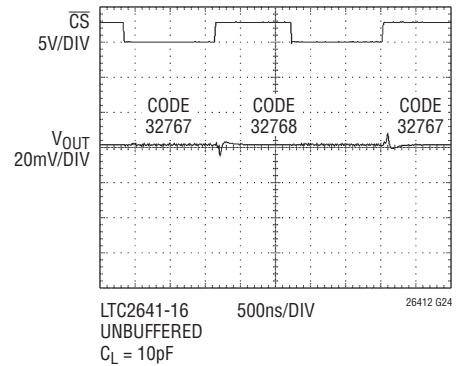 CS
5V/DIV
CODE
32767
CODE
32768
CODE
32767
VOUT
20mV/DIV
LTC2641-16
500ns/DIV
26412 G24
UNBUFFERED
CL = 10pF